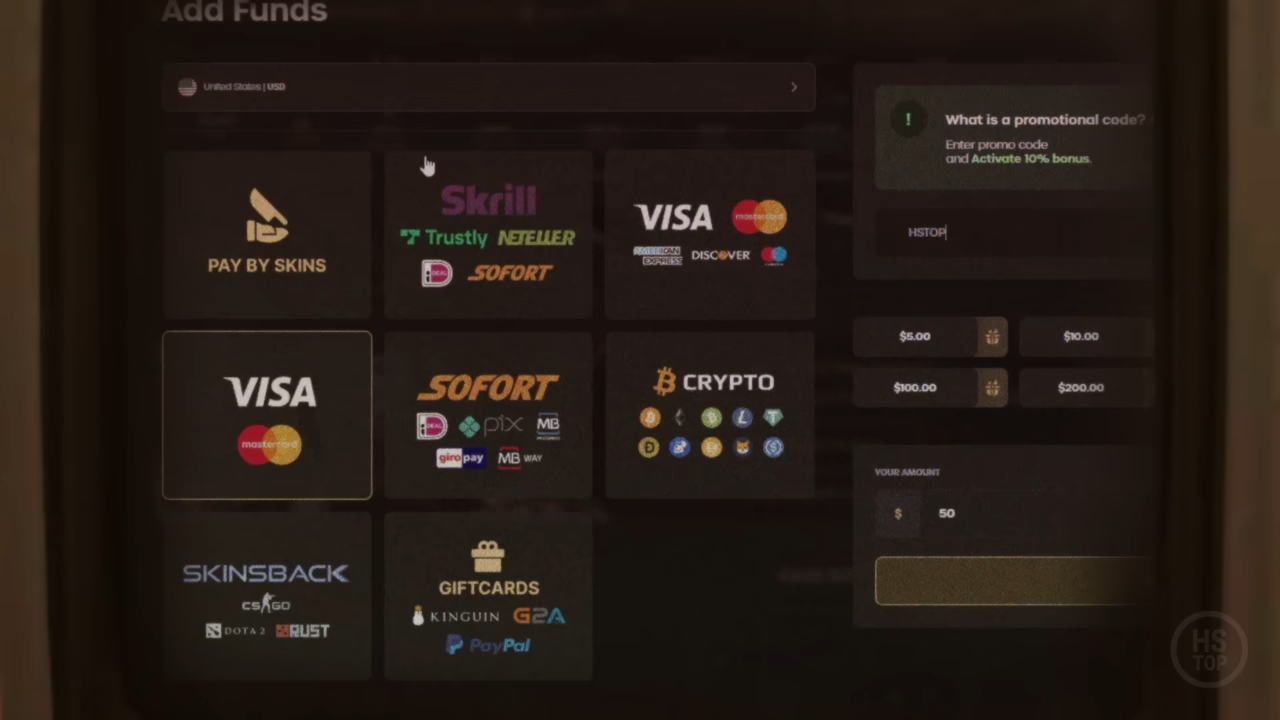 Add Funds
United States | USD
PAY BY SKINS
Skrill
Trustly NETELLER
iDEAL SOFORT
VISA mastercard
AMERICAN EXPRESS DISCOVER
VISA
mastercard
SOFORT
iDEAL pix MB
giropay MB WAY
CRYPTO
SKINSBACK
CS GO
DOTA 2 RUST
GIFTCARDS
KINGUIN G2A
PayPal
What is a promotional code?
Enter promo code
and Activate 10% bonus.
HSTOP
$5.00 $10.00
$100.00 $200.00
YOUR AMOUNT
$ 50
HS
TOP